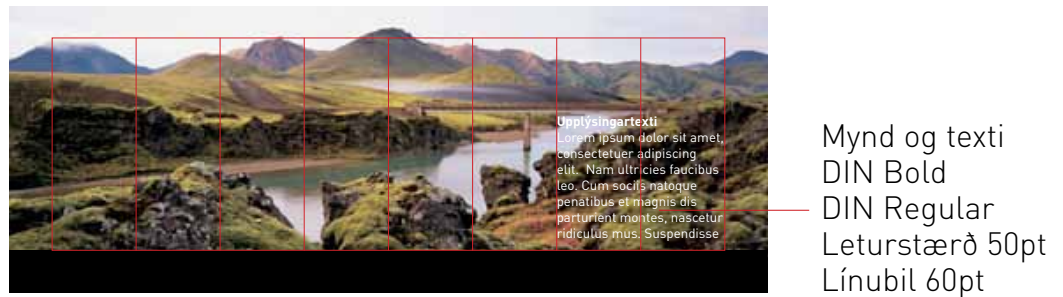 Upplýsingartexti
Lorem ipsum dolor sit amet,
consectetuer adipiscing
elit. Nam ultricies faucibus
leo. Cum sociis natoque
penatibus et magnis dis
parturient montes, nascetur
ridiculus mus. Suspendisse
Mynd og texti
DIN Bold
DIN Regular
Leturstærð 50pt
Línubil 60pt